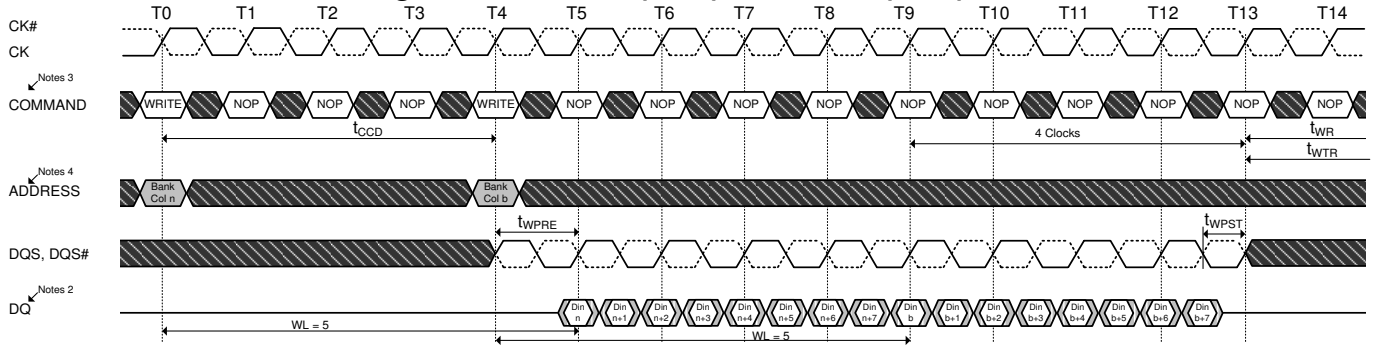 T0 T1 T2 T3 T4 T5 T6 T7 T8 T9 T10 T11 T12 T13 T14
CK#
CK
Notes 3
COMMAND
WRITE NOP NOP NOP WRITE NOP NOP NOP NOP NOP NOP NOP NOP NOP NOP
tCCD
4 Clocks
tWR
tWTR
Notes 4
ADDRESS
Bank
Col n
Bank
Col b
tWPRE
tWPST
DQS, DQS#
Notes 2
DQ
Din n Din n+1 Din n+2 Din n+3 Din n+4 Din n+5 Din n+6 Din n+7 Din b Din b+1 Din b+2 Din b+3 Din b+4 Din b+5 Din b+6 Din b+7
WL = 5
WL = 5